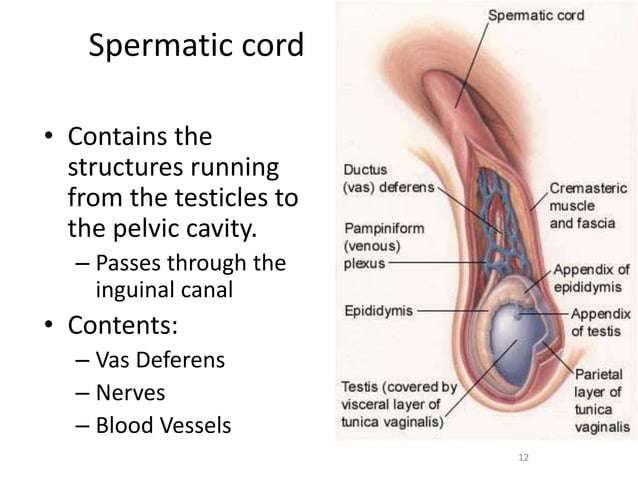 Spermatic cord
• Contains the
structures running
from the testicles to
the pelvic cavity.
– Passes through the
inguinal canal
• Contents:
– Vas Deferens
– Nerves
– Blood Vessels
Spermatic cord
Ductus
(vas) deferens
Pampiniform
(venous)
plexus
Epididymis
Testis (covered by
visceral layer of
tunica vaginalis)
Cremasteric
muscle
and fascia
Appendix of
epididymis
Appendix
of testis
Parietal
layer of
tunica
vaginalis
12